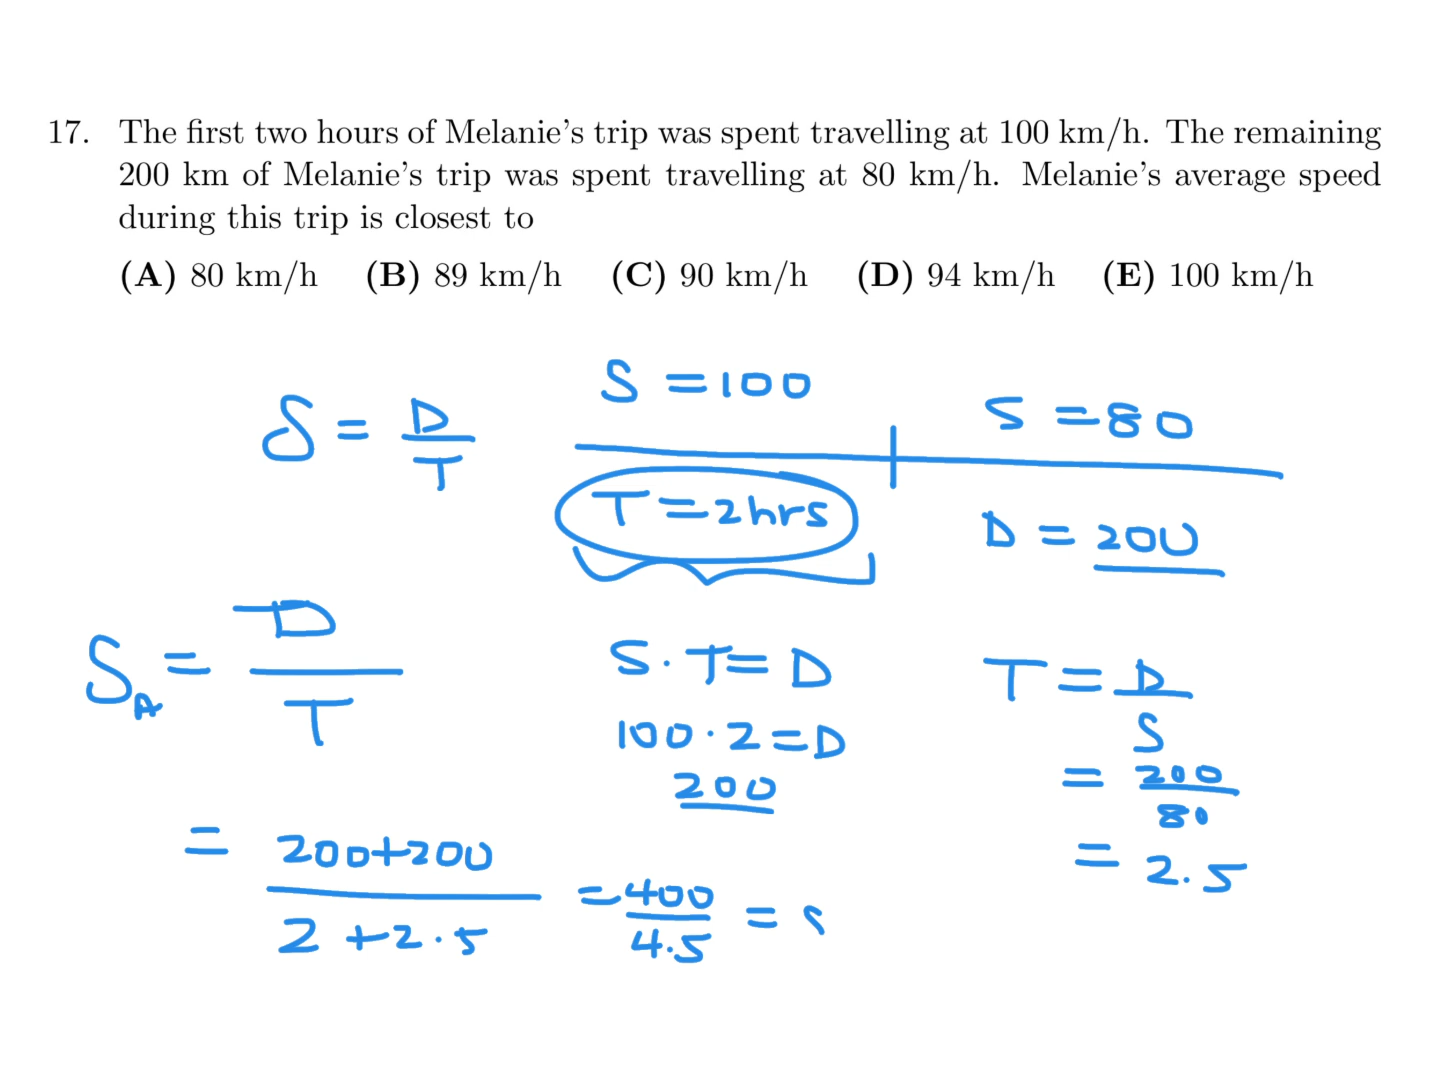 17. The first two hours of Melanie's trip was spent travelling at 100 km/h. The remaining
200 km of Melanie's trip was spent travelling at 80 km/h. Melanie's average speed
during this trip is closest to
(A) 80 km/h (B) 89 km/h (C) 90 km/h (D) 94 km/h (E) 100 km/h
S = D/T
S = 100
S = 80
T = 2hrs
D = 200
S_A = D/T
S · T = D
100 · 2 = D
200
T = D/S
= 200/80
= 2.5
= 200+200 / 2+2.5 = 400/4.5 =